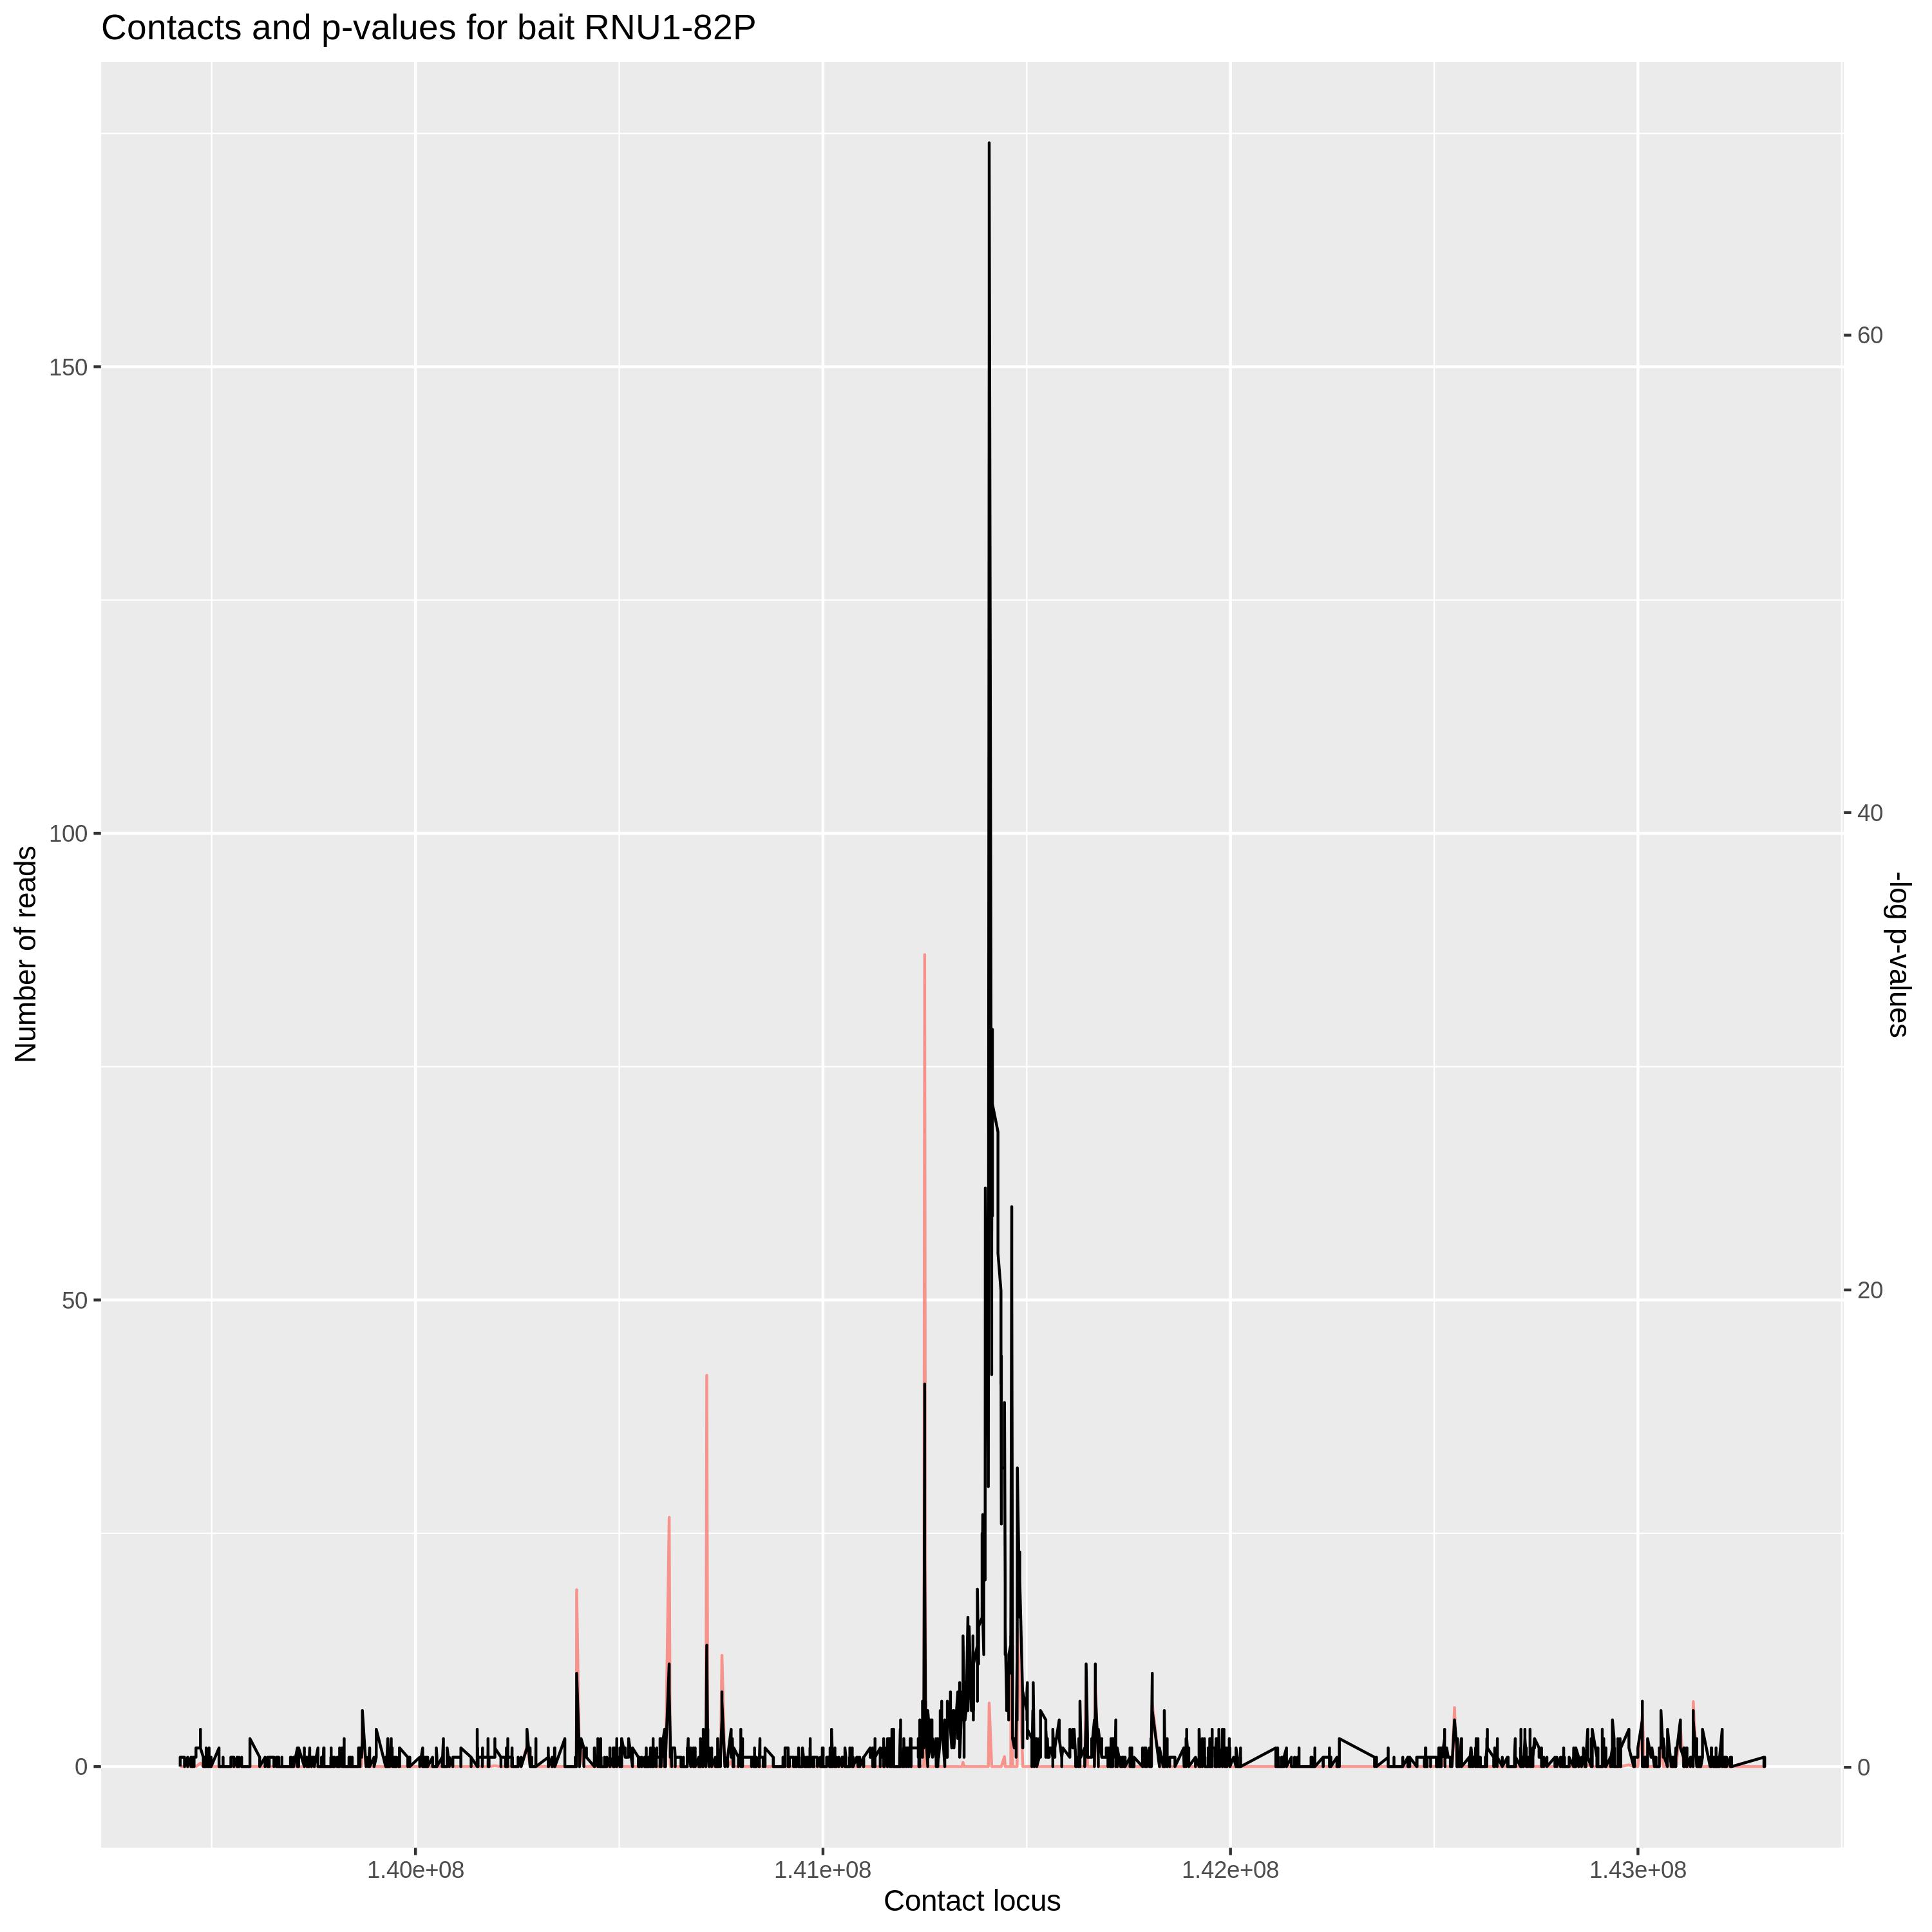 Contacts and p-values for bait RNU1-82P
Number of reads
150
100
50
0
60
40
20
0
-log p-values
1.40e+08
1.41e+08
1.42e+08
1.43e+08
Contact locus